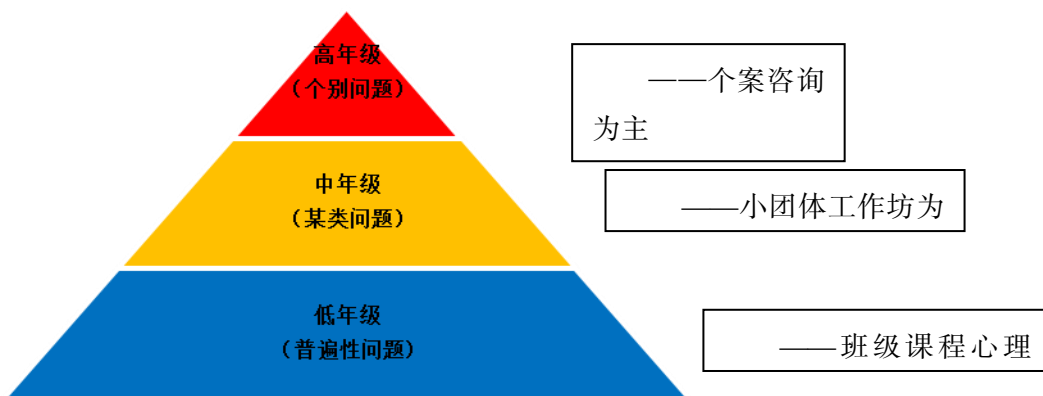 高年级
（个别问题）
——个案咨询
为主
中年级
（某类问题）
——小团体工作坊为
低年级
（普遍性问题）
——班级课程心理